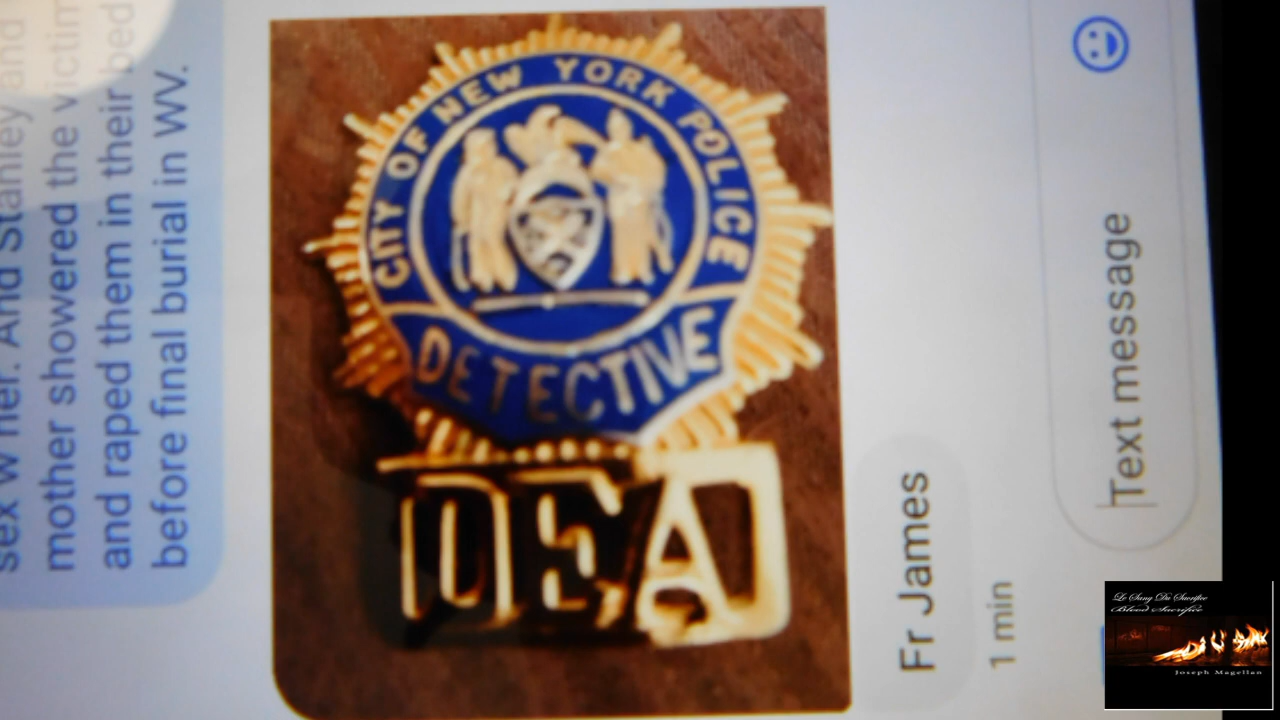 sex w her. And Stanley and
mother showered the victim
and raped them in their bed
before final burial in WV.
CITY OF NEW YORK POLICE
DETECTIVE
DEA
Fr James
1 min
Text message
Le Sang Du Sacrifice
Blood Sacrifice
Joseph Magellan